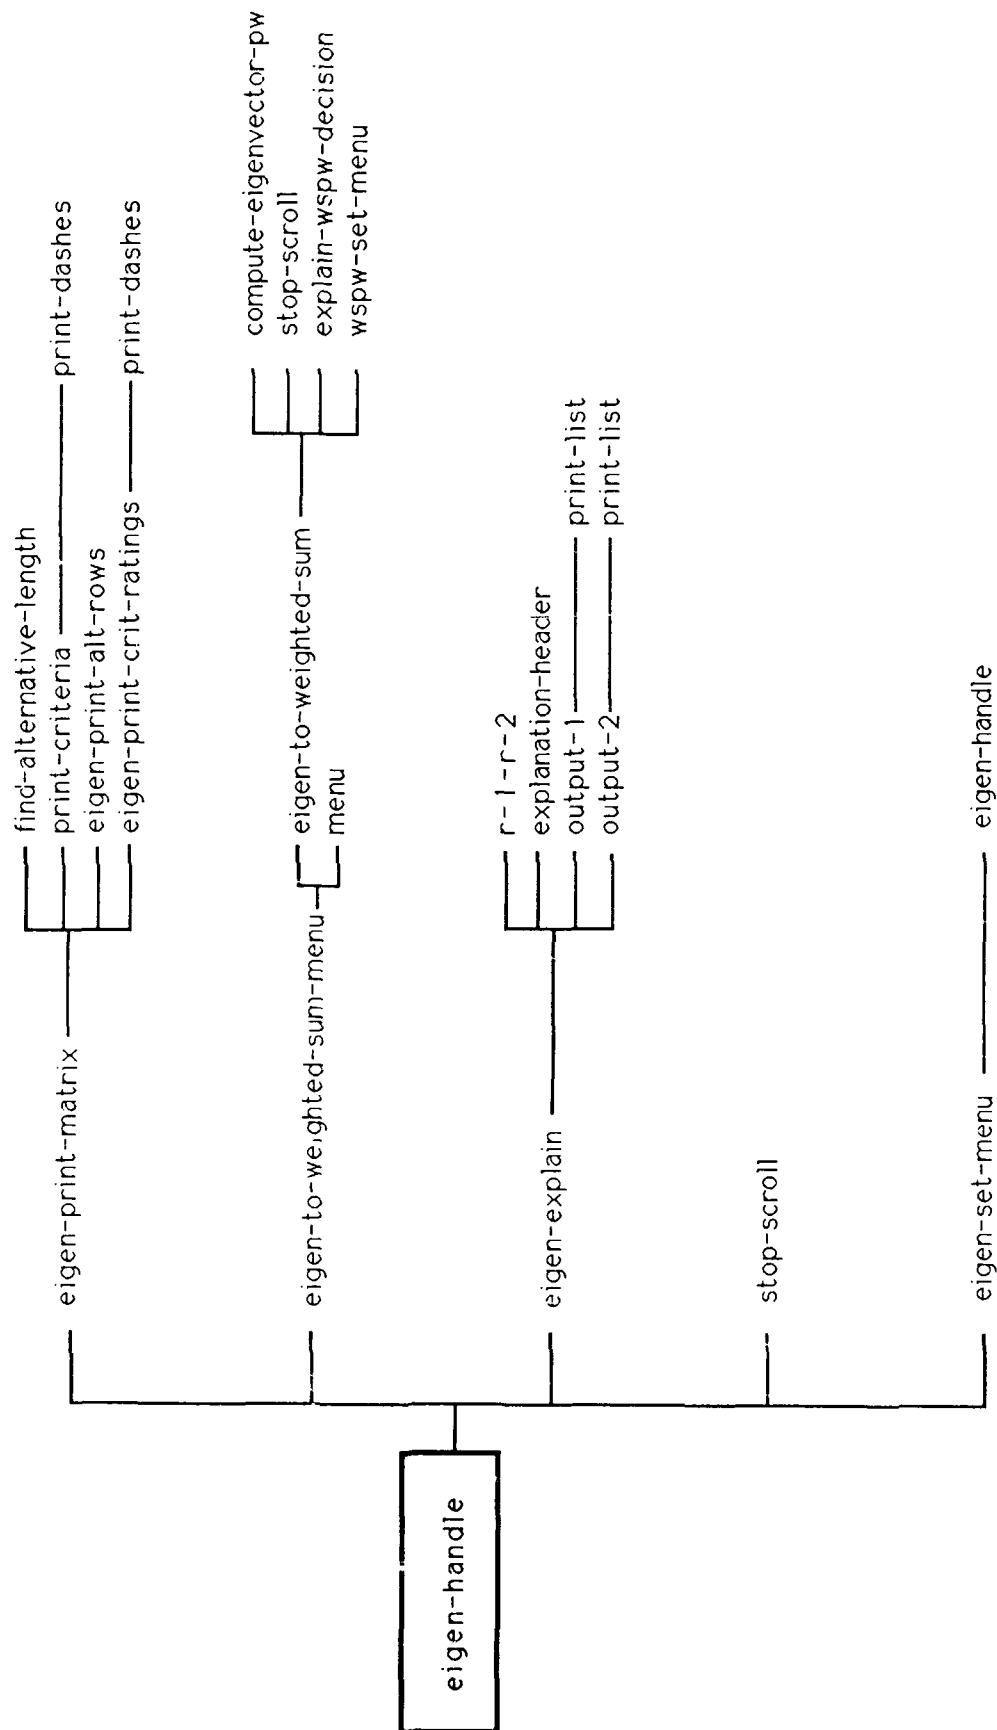 eigen-handle
eigen-print-matrix
find-alternative-length
print-criteria
print-dashes
eigen-print-alt-rows
eigen-print-crit-ratings
print-dashes
eigen-to-weighted-sum-menu
eigen-to-weighted-sum
menu
compute-eigenvector-pw
stop-scroll
explain-wspw-decision
wspw-set-menu
eigen-explain
r-1-r-2
explanation-header
output-1
print-list
output-2
print-list
stop-scroll
eigen-set-menu
eigen-handle